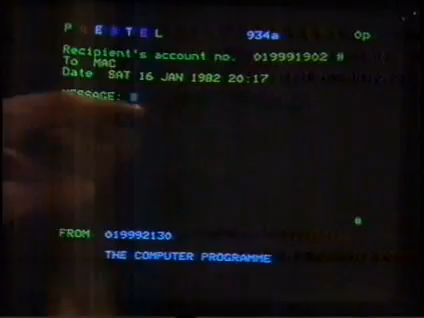 P R E S T E L 934a 0p
Recipient's account no. 019991902 #
To MAC
Date SAT 16 JAN 1982 20:17
MESSAGE:
#
FROM 019992130
THE COMPUTER PROGRAMME